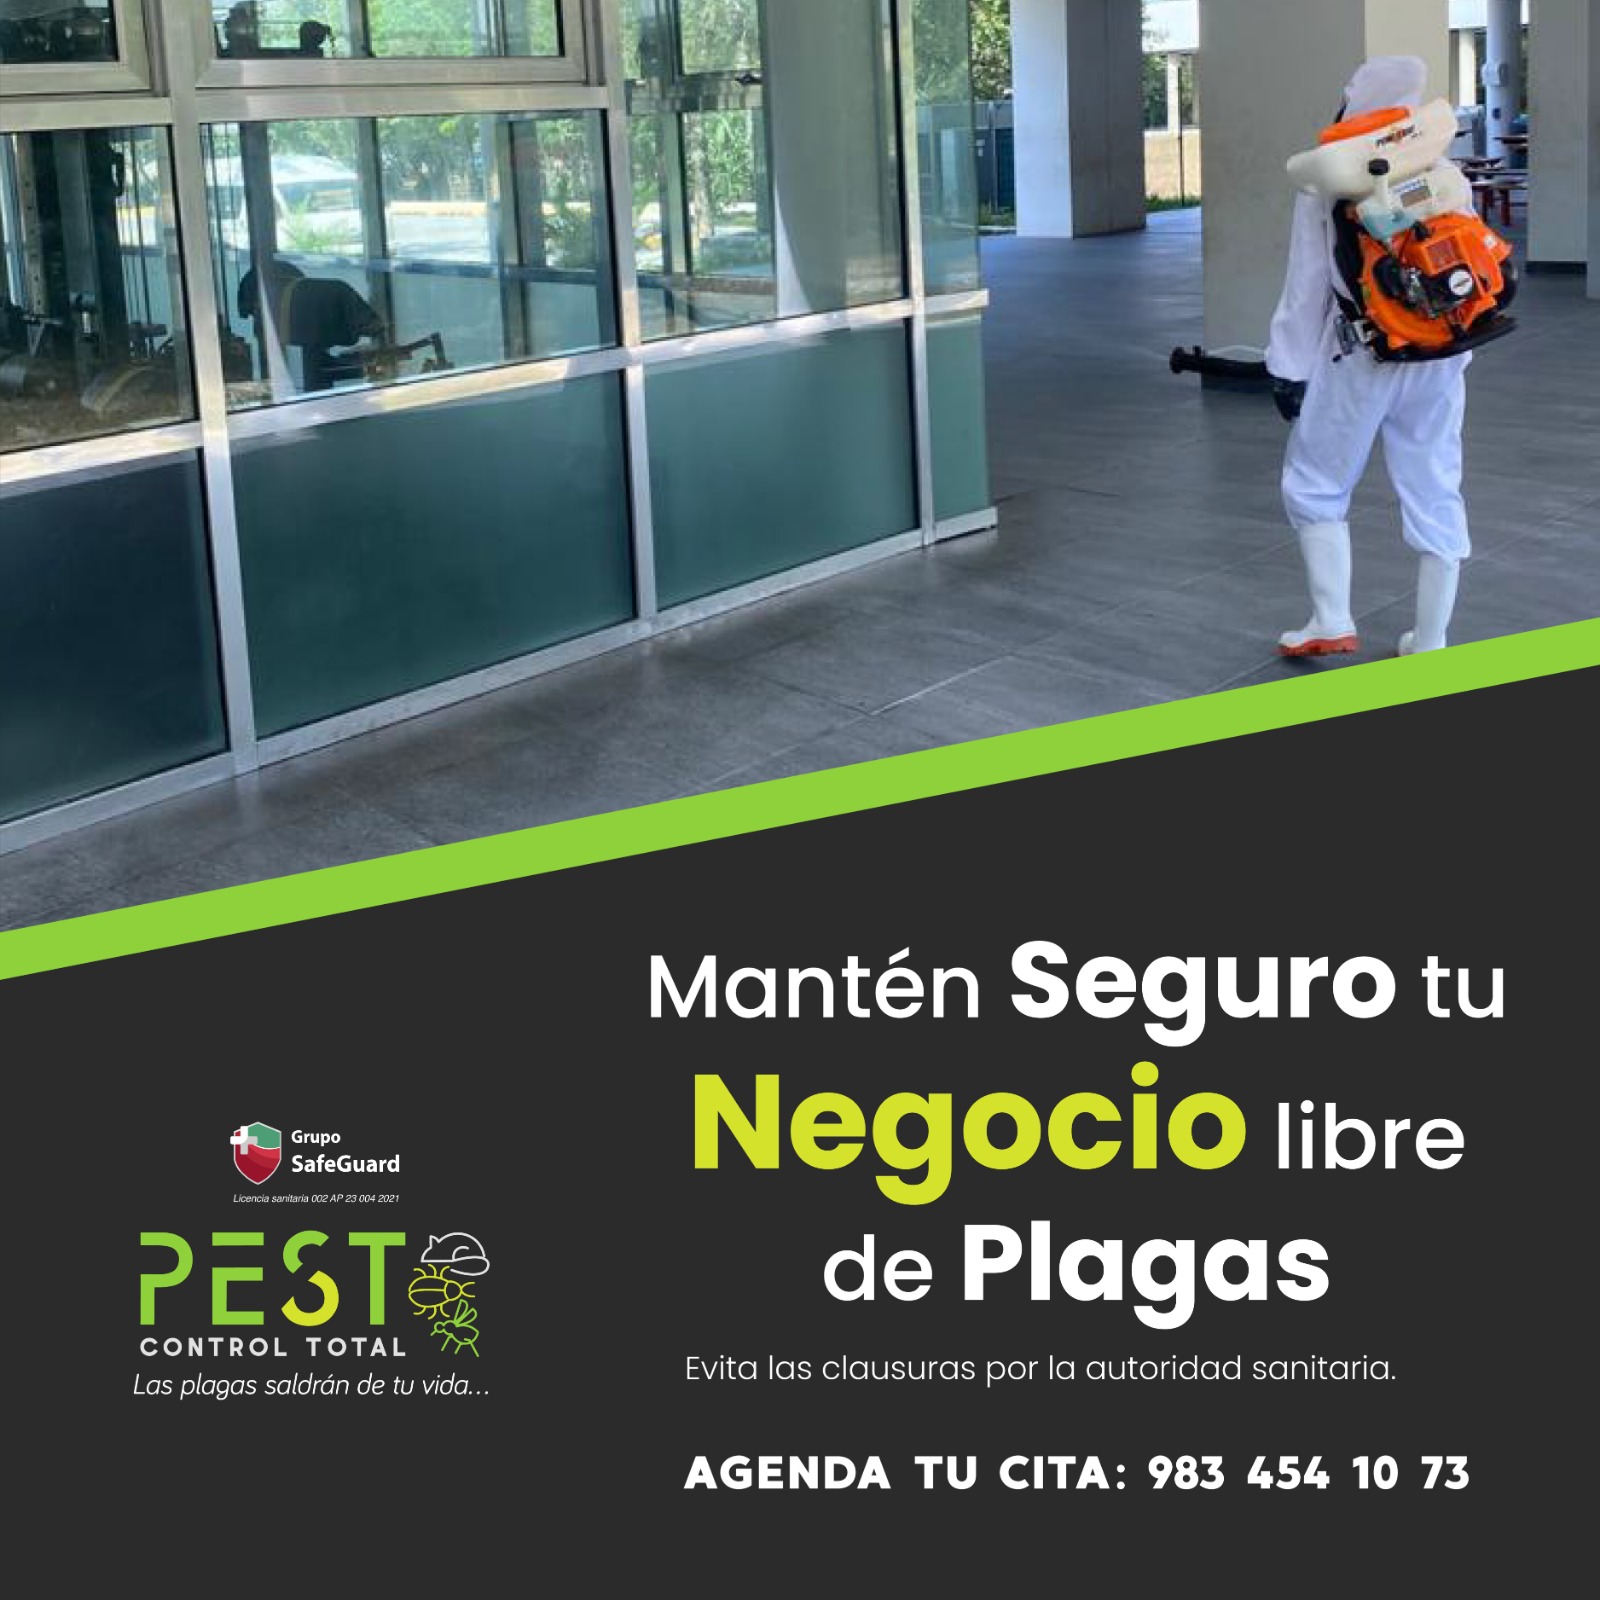 Mantén Seguro tu
Negocio libre
de Plagas
Evita las clausuras por la autoridad sanitaria.
AGENDA TU CITA: 983 454 10 73
Grupo
SafeGuard
Licencia sanitaria 002 AP 23 004 2021
PEST
CONTROL TOTAL
Las plagas saldrán de tu vida...